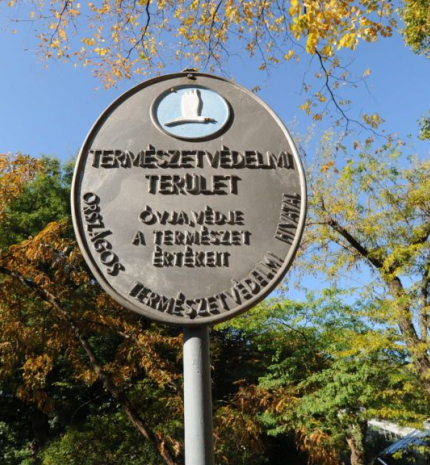 TERMÉSZETVÉDELMI
TERÜLET
ÓVJA, VÉDJE
A TERMÉSZET
ÉRTÉKEIT
ORSZÁGOS TERMÉSZETVÉDELMI HIVATAL